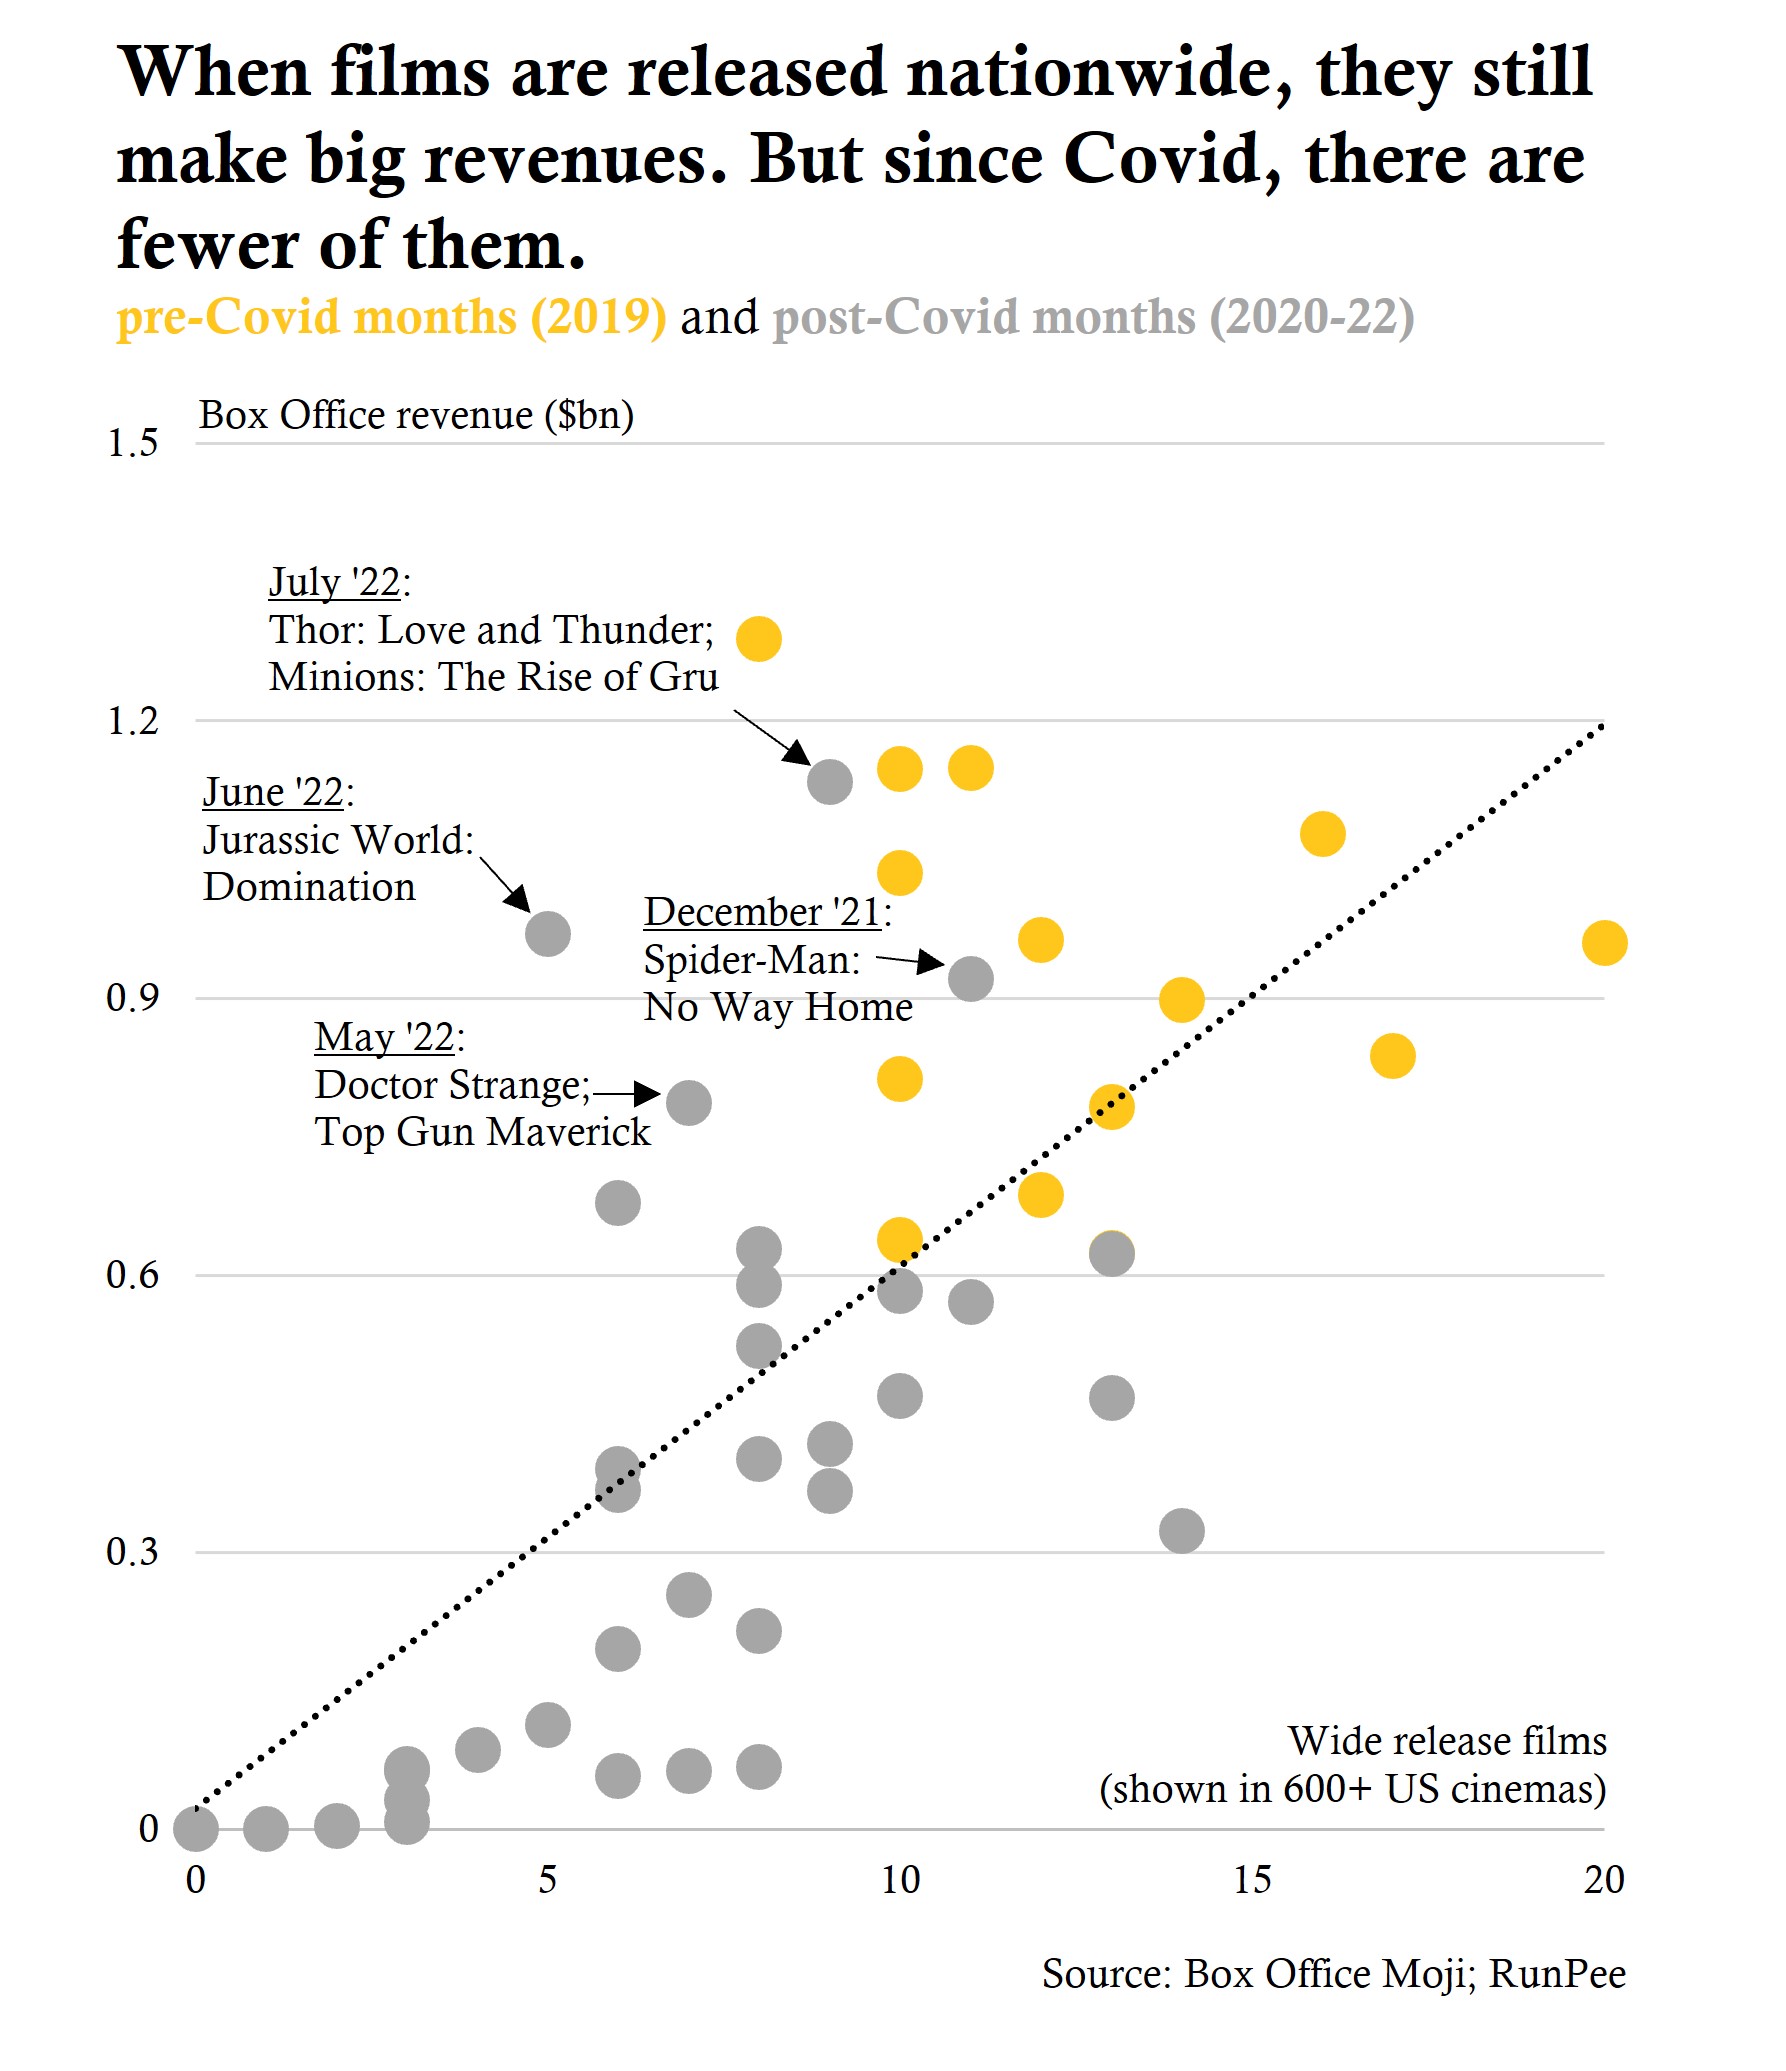 When films are released nationwide, they still
make big revenues. But since Covid, there are
fewer of them.
pre-Covid months (2019) and post-Covid months (2020-22)
Box Office revenue ($bn)
1.5
July '22:
Thor: Love and Thunder;
Minions: The Rise of Gru
1.2
June '22:
Jurassic World:
Domination
December '21:
Spider-Man:
No Way Home
0.9
May '22:
Doctor Strange;
Top Gun Maverick
0.6
0.3
Wide release films
(shown in 600+ US cinemas)
0
0 5 10 15 20
Source: Box Office Moji; RunPee